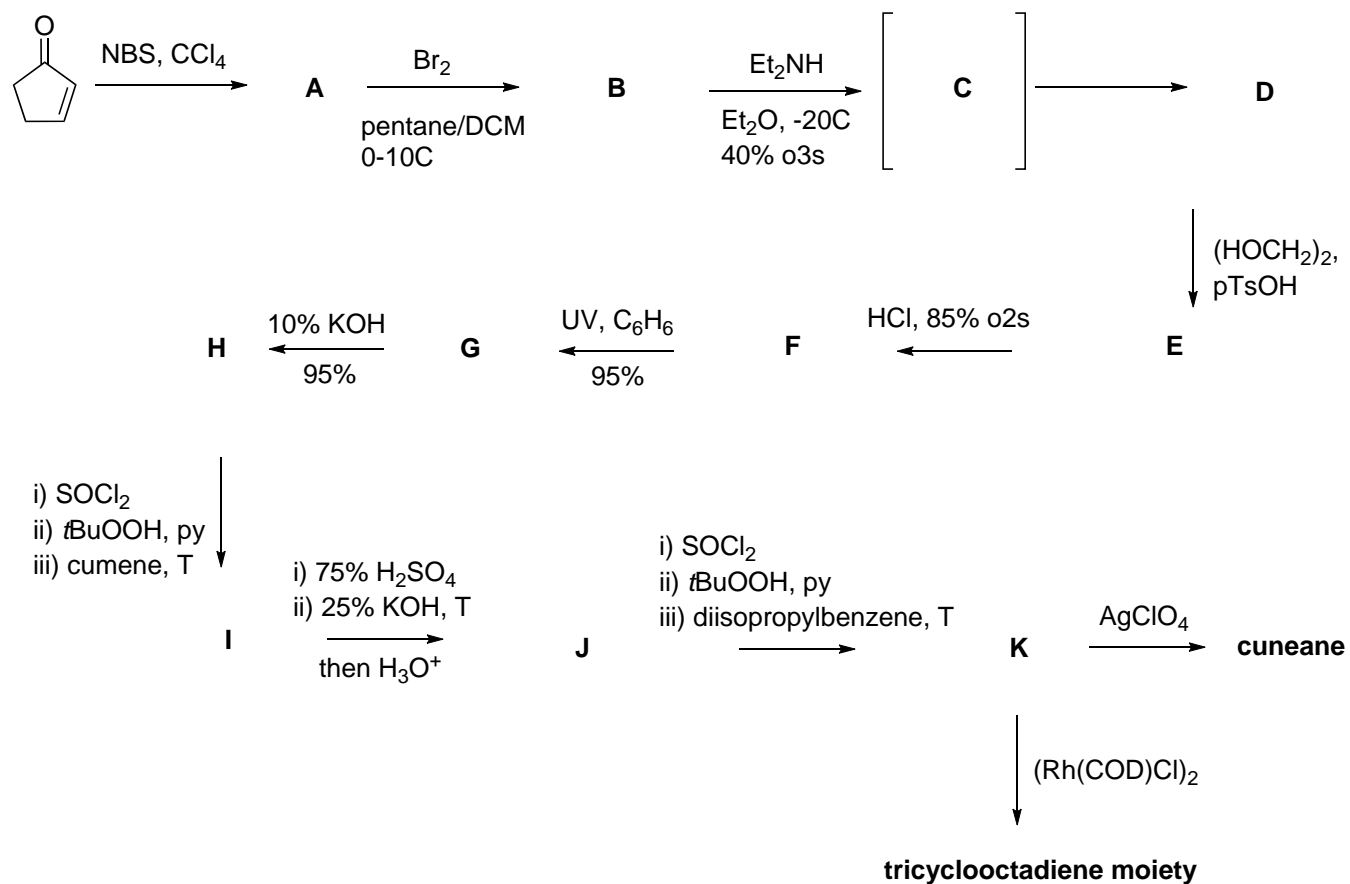 O
NBS, CCl4
A
Br2
pentane/DCM
0-10C
B
Et2NH
Et2O, -20C
40% o3s
C
D
(HOCH2)2,
pTsOH
E
HCl, 85% o2s
F
UV, C6H6
95%
G
10% KOH
95%
H
i) SOCl2
ii) tBuOOH, py
iii) cumene, T
I
i) 75% H2SO4
ii) 25% KOH, T
then H3O+
J
i) SOCl2
ii) tBuOOH, py
iii) diisopropylbenzene, T
K
AgClO4
cuneane
(Rh(COD)Cl)2
tricyclooctadiene moiety